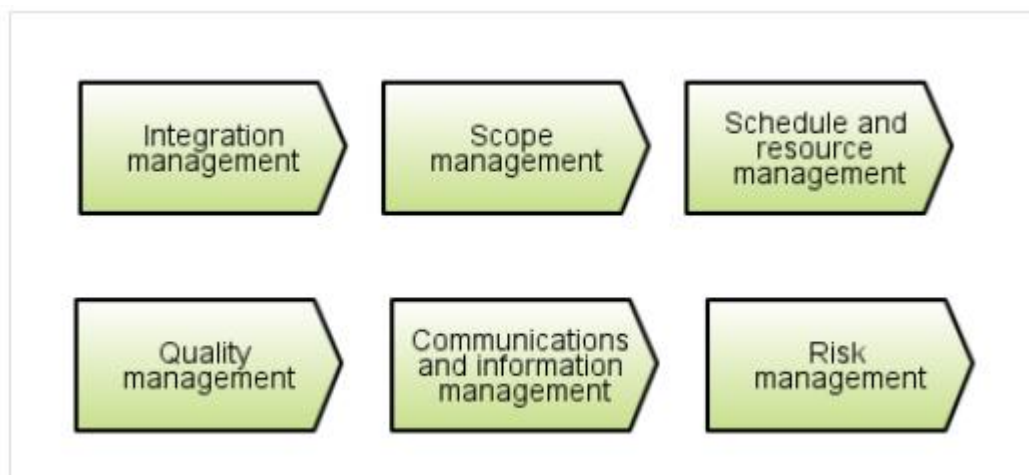 Integration
management
Scope
management
Schedule and
resource
management
Quality
management
Communications
and information
management
Risk
management